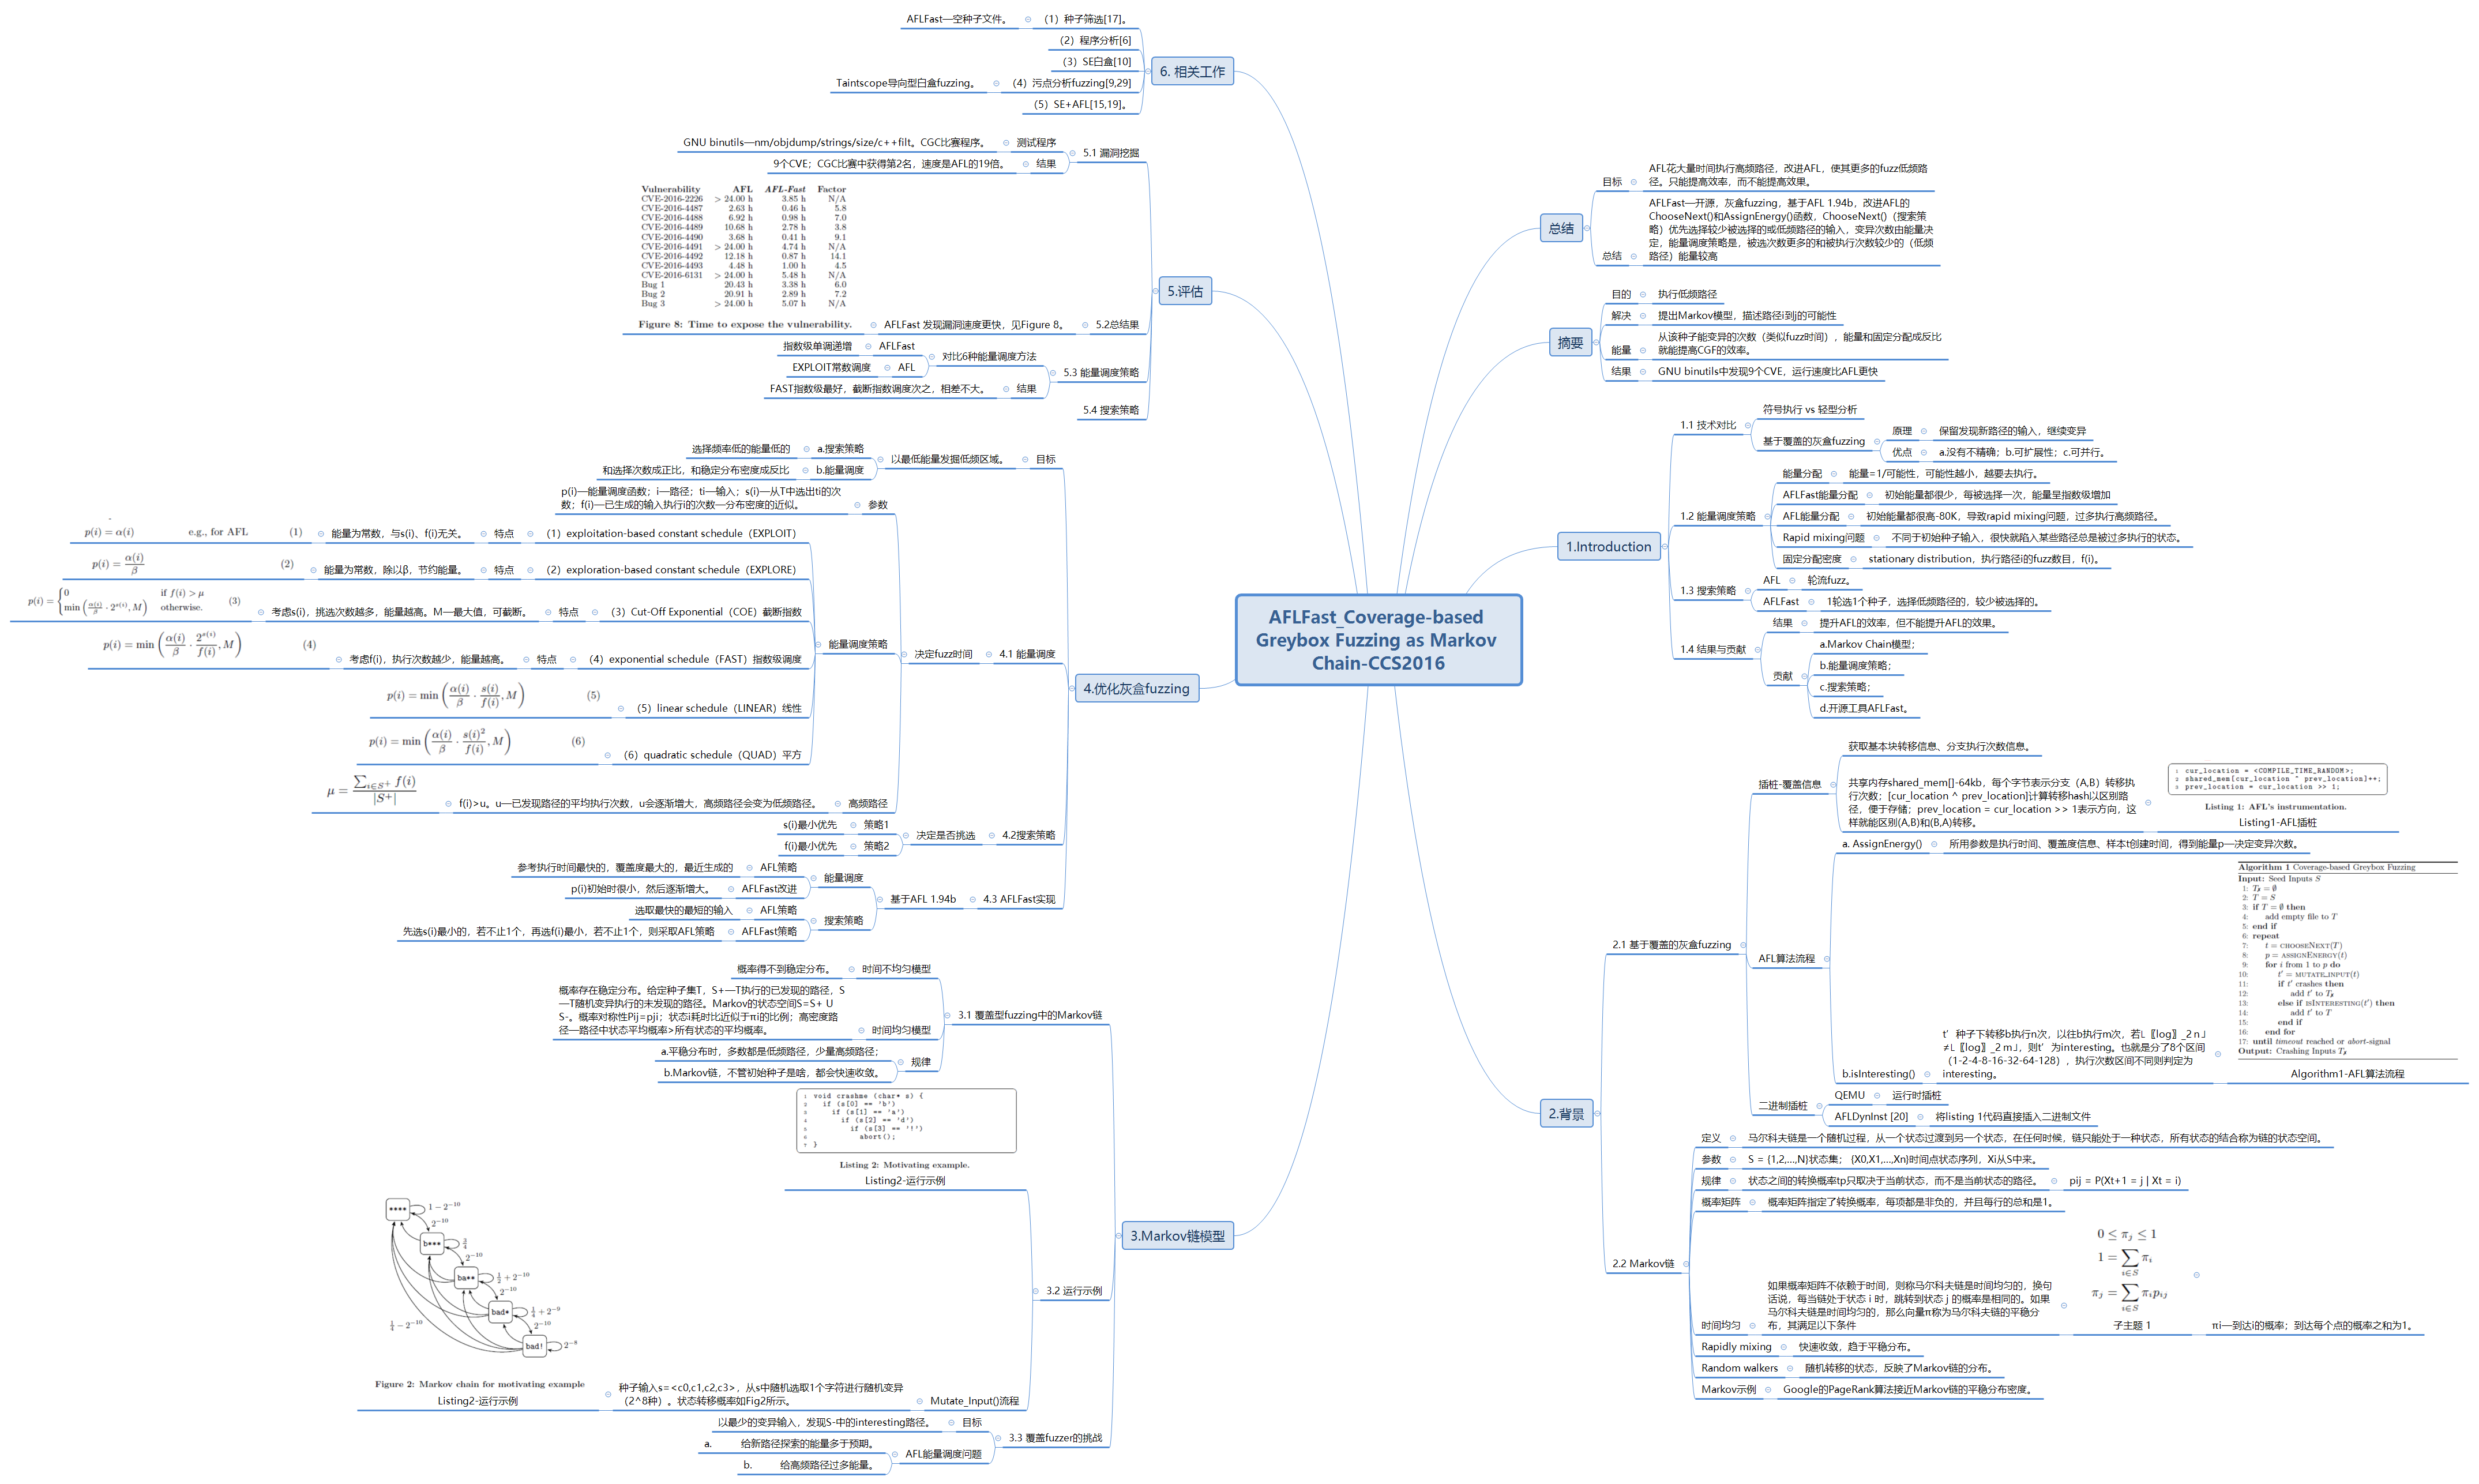 AFLFast_Coverage-based
Greybox Fuzzing as Markov
Chain-CCS2016
总结
目标
AFL花大量时间执行高频路径，改进AFL，使其更多的fuzz低频路
径。只能提高效率，而不能提高效果。
总结
AFLFast—开源，灰盒fuzzing，基于AFL 1.94b，改进AFL的
ChooseNext()和AssignEnergy()函数，ChooseNext()（搜索策
略）优先选择较少被选择的或低频路径的输入，变异次数由能量决
定，能量调度策略是，被选次数更多的和被执行次数较少的（低频
路径）能量较高
摘要
目的
执行低频路径
解决
提出Markov模型，描述路径i到j的可能性
能量
从该种子能变异的次数（类似fuzz时间），能量和固定分配成反比
就能提高CGF的效率。
结果
GNU binutils中发现9个CVE，运行速度比AFL更快
1.Introduction
1.1 技术对比
符号执行 vs 轻型分析
基于覆盖的灰盒fuzzing
原理
保留发现新路径的输入，继续变异
优点
a.没有不精确；b.可扩展性；c.可并行。
1.2 能量调度策略
能量分配
能量=1/可能性，可能性越小，越要去执行。
AFLFast能量分配
初始能量都很少，每被选择一次，能量呈指数级增加
AFL能量分配
初始能量都很高-80K，导致rapid mixing问题，过多执行高频路径。
Rapid mixing问题
不同于初始种子输入，很快就陷入某些路径总是被过多执行的状态。
固定分配密度
stationary distribution，执行路径i的fuzz数目，f(i)。
1.3 搜索策略
AFL
轮流fuzz。
AFLFast
1轮选1个种子，选择低频路径的，较少被选择的。
1.4 结果与贡献
结果
提升AFL的效率，但不能提升AFL的效果。
贡献
a.Markov Chain模型；
b.能量调度策略；
c.搜索策略；
d.开源工具AFLFast。
2.背景
2.1 基于覆盖的灰盒fuzzing
插桩-覆盖信息
获取基本块转移信息、分支执行次数信息。
共享内存shared_mem[]-64kb，每个字节表示分支（A,B）转移执
行次数；[cur_location ^ prev_location]计算转移hash以区别路
径，便于存储；prev_location = cur_location >> 1表示方向，这
样就能区别(A,B)和(B,A)转移。
1 cur_location = <COMPILE_TIME_RANDOM>;
2 shared_mem[cur_location ^ prev_location]++;
3 prev_location = cur_location >> 1;
Listing 1: AFL's instrumentation.
Listing1-AFL插桩
AFL算法流程
a. AssignEnergy()
所用参数是执行时间、覆盖度信息、样本t创建时间，得到能量p—决定变异次数。
b.isInteresting()
t′ 种子下转移b执行n次，以往b执行m次，若L〖log〗_2 n⌋
≠L〖log〗_2 m⌋，则t′ 为interesting。也就是分了8个区间
（1-2-4-8-16-32-64-128），执行次数区间不同则判定为
interesting。
Algorithm 1 Coverage-based Greybox Fuzzing
Input: Seed Inputs S
1: T✗ = ∅
2: T = S
3: if T = ∅ then
4: add empty file to T
5: end if
6: repeat
7: t = CHOOSENEXT(T)
8: p = ASSIGNENERGY(t)
9: for i from 1 to p do
10: t′ = MUTATE_INPUT(t)
11: if t′ crashes then
12: add t′ to T✗
13: else if ISINTERESTING(t′) then
14: add t′ to T
15: end if
16: end for
17: until timeout reached or abort-signal
Output: Crashing Inputs T✗
Algorithm1-AFL算法流程
二进制插桩
QEMU
运行时插桩
AFLDynInst [20]
将listing 1代码直接插入二进制文件
2.2 Markov链
定义
马尔科夫链是一个随机过程，从一个状态过渡到另一个状态，在任何时候，链只能处于一种状态，所有状态的结合称为链的状态空间。
参数
S = {1,2,...,N}状态集； {X0,X1,...,Xn}时间点状态序列，Xi从S中来。
规律
状态之间的转换概率tp只取决于当前状态，而不是当前状态的路径。
pij = P(Xt+1 = j | Xt = i)
概率矩阵
概率矩阵指定了转换概率，每项都是非负的，并且每行的总和是1。
时间均匀
如果概率矩阵不依赖于时间，则称马尔科夫链是时间均匀的，换句
话说，每当链处于状态 i 时，跳转到状态 j 的概率是相同的。如果
马尔科夫链是时间均匀的，那么向量π称为马尔科夫链的平稳分
布，其满足以下条件
0 ≤ πj ≤ 1
1 = ∑i∈S πi
πj = ∑i∈S πi pij
子主题 1
πi—到达i的概率；到达每个点的概率之和为1。
Rapidly mixing
快速收敛，趋于平稳分布。
Random walkers
随机转移的状态，反映了Markov链的分布。
Markov示例
Google的PageRank算法接近Markov链的平稳分布密度。
3.Markov链模型
3.1 覆盖型fuzzing中的Markov链
时间不均匀模型
概率得不到稳定分布。
时间均匀模型
概率存在稳定分布。给定种子集T，S+—T执行的已发现的路径，S
—T随机变异执行的未发现的路径。Markov的状态空间S=S+ U
S-。概率对称性Pij=pji；状态i耗时比近似于πi的比例；高密度路
径—路径中状态平均概率>所有状态的平均概率。
规律
a.平稳分布时，多数都是低频路径，少量高频路径；
b.Markov链，不管初始种子是啥，都会快速收敛。
3.2 运行示例
1 void crashme (char* s) {
2 if (s[0] == 'b')
3 if (s[1] == 'a')
4 if (s[2] == 'd')
5 if (s[3] == '!')
6 abort();
7 }
Listing 2: Motivating example.
Listing2-运行示例
**** 1 − 2^−10
2^−10
b*** 3/4
2^−10
ba** 1/2 + 2^−10
2^−10
bad* 1/4 + 2^−9
2^−10
1/4 − 2^−10
bad! 2^−8
Figure 2: Markov chain for motivating example
Listing2-运行示例
Mutate_Input()流程
种子输入s=<c0,c1,c2,c3>，从s中随机选取1个字符进行随机变异
（2^8种）。状态转移概率如Fig2所示。
3.3 覆盖fuzzer的挑战
目标
以最少的变异输入，发现S-中的interesting路径。
AFL能量调度问题
a. 给新路径探索的能量多于预期。
b. 给高频路径过多能量。
4.优化灰盒fuzzing
目标
以最低能量发掘低频区域。
a.搜索策略
选择频率低的能量低的
b.能量调度
和选择次数成正比，和稳定分布密度成反比
4.1 能量调度
决定fuzz时间
参数
p(i)—能量调度函数；i—路径；ti—输入；s(i)—从T中选出ti的次
数；f(i)—已生成的输入执行i的次数—分布密度的近似。
能量调度策略
（1）exploitation-based constant schedule（EXPLOIT）
特点
能量为常数，与s(i)、f(i)无关。
p(i) = α(i) e.g., for AFL (1)
（2）exploration-based constant schedule（EXPLORE）
特点
能量为常数，除以β，节约能量。
p(i) = α(i)/β (2)
（3）Cut-Off Exponential（COE）截断指数
特点
考虑s(i)，挑选次数越多，能量越高。M—最大值，可截断。
p(i) = { 0 if f(i) > μ
min (α(i)/β · 2^s(i), M) otherwise. (3)
（4）exponential schedule（FAST）指数级调度
特点
考虑f(i)，执行次数越少，能量越高。
p(i) = min (α(i)/β · 2^s(i)/f(i), M) (4)
（5）linear schedule（LINEAR）线性
p(i) = min (α(i)/β · s(i)/f(i), M) (5)
（6）quadratic schedule（QUAD）平方
p(i) = min (α(i)/β · s(i)^2/f(i), M) (6)
高频路径
f(i)>u。u—已发现路径的平均执行次数，u会逐渐增大，高频路径会变为低频路径。
μ = ∑i∈S+ f(i) / |S+|
4.2搜索策略
决定是否挑选
策略1
s(i)最小优先
策略2
f(i)最小优先
4.3 AFLFast实现
基于AFL 1.94b
能量调度
AFL策略
参考执行时间最快的，覆盖度最大的，最近生成的
AFLFast改进
p(i)初始时很小，然后逐渐增大。
搜索策略
AFL策略
选取最快的最短的输入
AFLFast策略
先选s(i)最小的，若不止1个，再选f(i)最小，若不止1个，则采取AFL策略
5.评估
5.1 漏洞挖掘
测试程序
GNU binutils—nm/objdump/strings/size/c++filt。CGC比赛程序。
结果
9个CVE；CGC比赛中获得第2名，速度是AFL的19倍。
5.2总结果
AFLFast 发现漏洞速度更快，见Figure 8。
Vulnerability AFL AFL-Fast Factor
CVE-2016-2226 > 24.00 h 3.85 h N/A
CVE-2016-4487 2.63 h 0.46 h 5.8
CVE-2016-4488 6.92 h 0.98 h 7.0
CVE-2016-4489 10.68 h 2.78 h 3.8
CVE-2016-4490 3.68 h 0.41 h 9.1
CVE-2016-4491 > 24.00 h 4.74 h N/A
CVE-2016-4492 12.18 h 0.87 h 14.1
CVE-2016-4493 4.48 h 1.00 h 4.5
CVE-2016-6131 > 24.00 h 5.48 h N/A
Bug 1 20.43 h 3.38 h 6.0
Bug 2 20.91 h 2.89 h 7.2
Bug 3 > 24.00 h 5.07 h N/A
Figure 8: Time to expose the vulnerability.
5.3 能量调度策略
对比6种能量调度方法
AFLFast
指数级单调递增
AFL
EXPLOIT常数调度
结果
FAST指数级最好，截断指数调度次之，相差不大。
5.4 搜索策略
6. 相关工作
（1）种子筛选[17]。
AFLFast—空种子文件。
（2）程序分析[6]
（3）SE白盒[10]
（4）污点分析fuzzing[9,29]
Taintscope导向型白盒fuzzing。
（5）SE+AFL[15,19]。